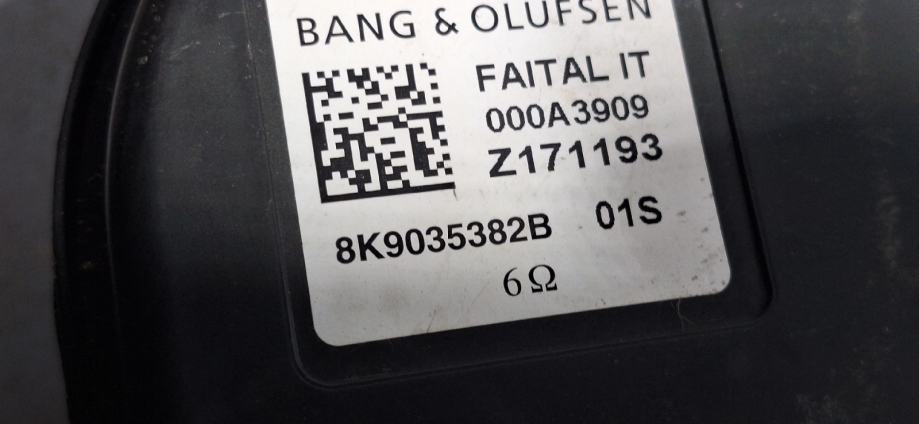 BANG & OLUFSEN
FAITAL IT
000A3909
Z171193
8K9035382B 01S
6Ω